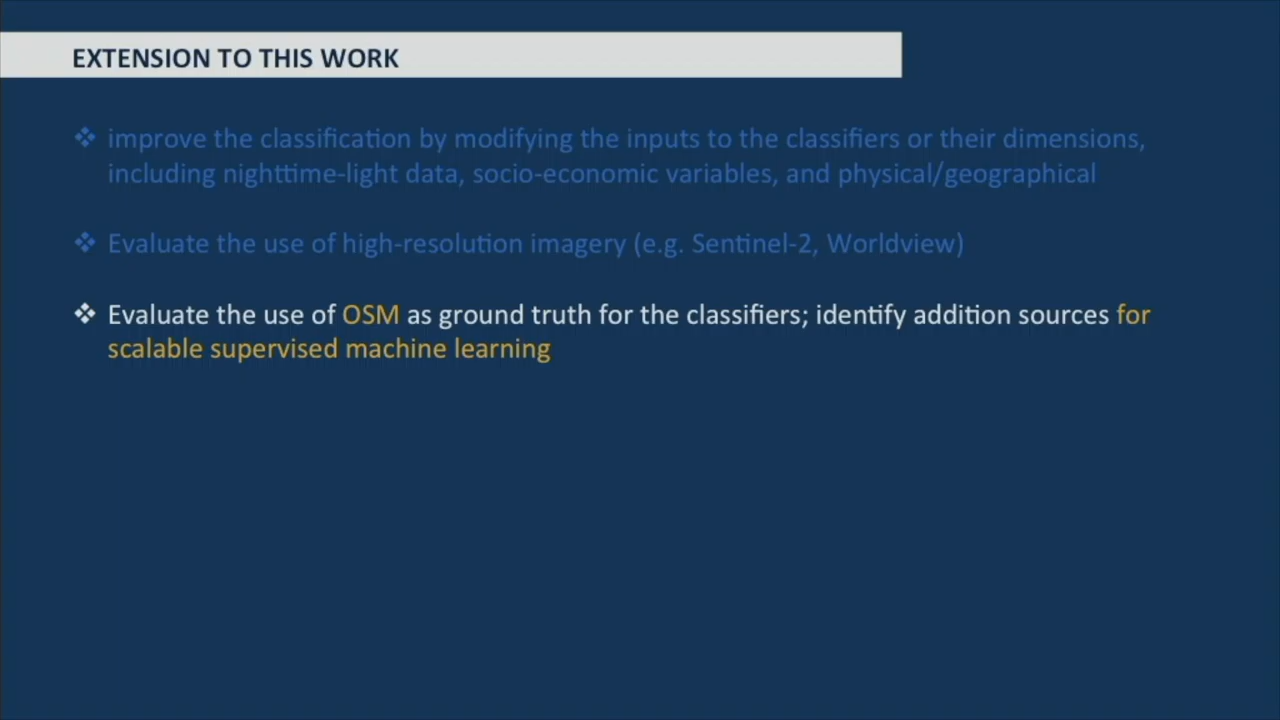 EXTENSION TO THIS WORK
❖ improve the classification by modifying the inputs to the classifiers or their dimensions,
including nighttime-light data, socio-economic variables, and physical/geographical
❖ Evaluate the use of high-resolution imagery (e.g. Sentinel-2, Worldview)
❖ Evaluate the use of OSM as ground truth for the classifiers; identify addition sources for
scalable supervised machine learning